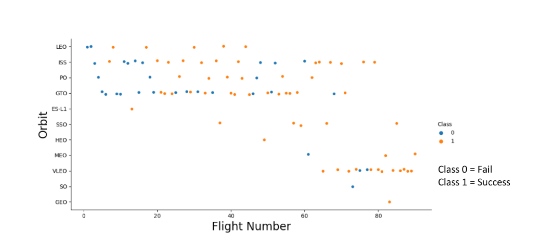 LEO
ISS
PO
GTO
ES-L1
SSO
HEO
MEO
VLEO
SO
GEO
Orbit
0
20
40
60
80
Flight Number
Class
0
1
Class 0 = Fail
Class 1 = Success